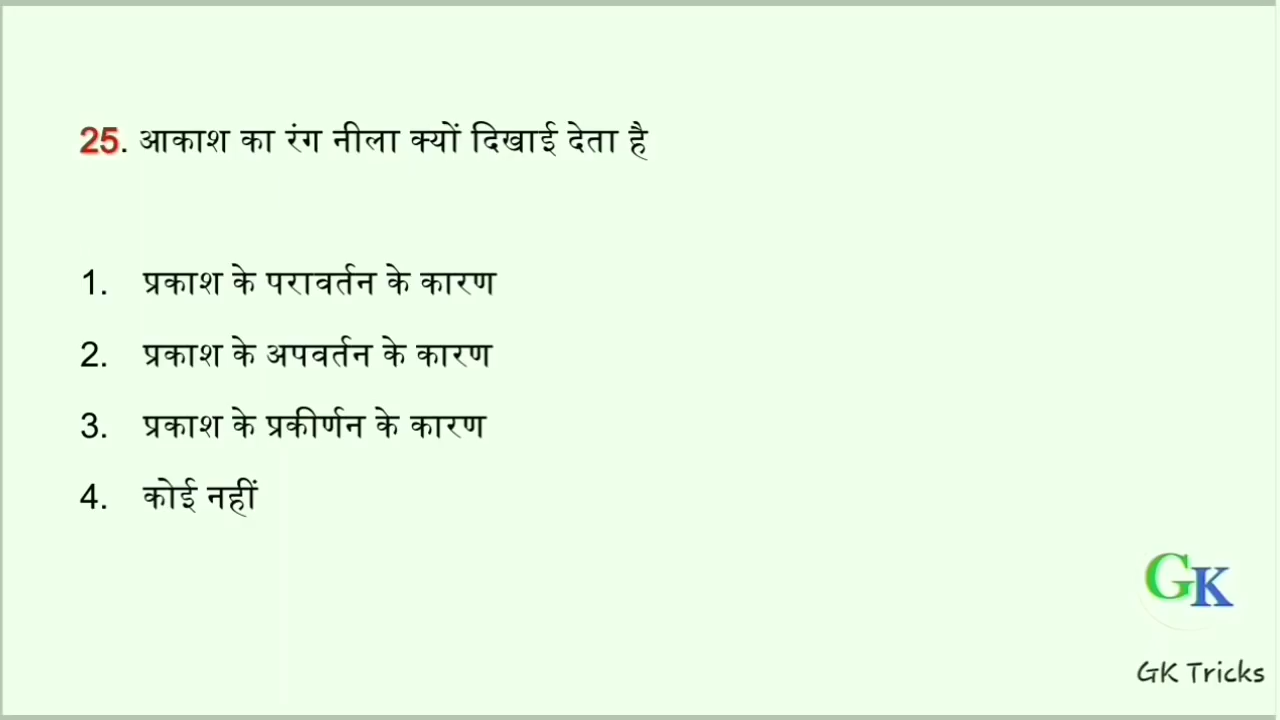 25. आकाश का रंग नीला क्यों दिखाई देता है
1. प्रकाश के परावर्तन के कारण
2. प्रकाश के अपवर्तन के कारण
3. प्रकाश के प्रकीर्णन के कारण
4. कोई नहीं
GK
GK Tricks